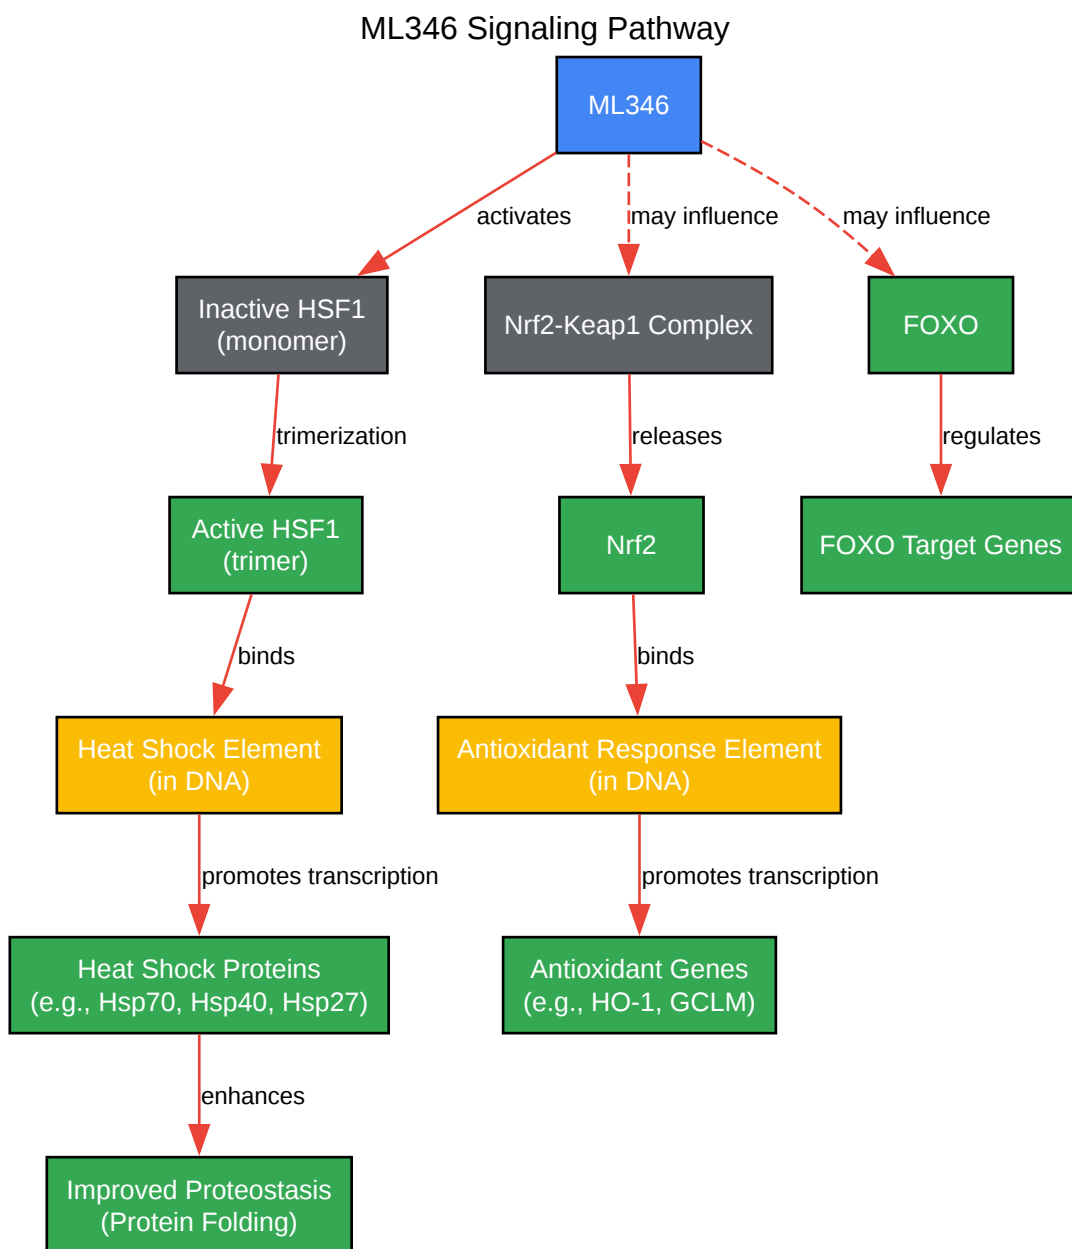 ML346 Signaling Pathway
ML346
activates
may influence
may influence
Inactive HSF1
(monomer)
Nrf2-Keap1 Complex
FOXO
trimerization
releases
regulates
Active HSF1
(trimer)
Nrf2
FOXO Target Genes
binds
binds
Heat Shock Element
(in DNA)
Antioxidant Response Element
(in DNA)
promotes transcription
promotes transcription
Heat Shock Proteins
(e.g., Hsp70, Hsp40, Hsp27)
Antioxidant Genes
(e.g., HO-1, GCLM)
enhances
Improved Proteostasis
(Protein Folding)